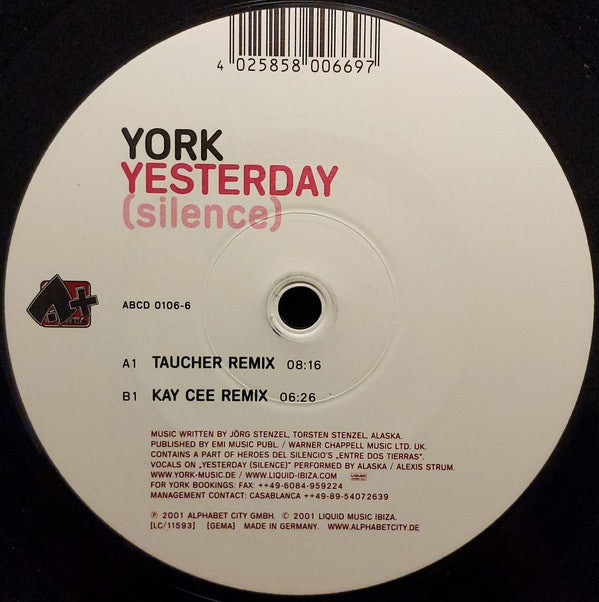 4 025858 006697
YORK
YESTERDAY
(silence)
A+
ABCD 0106-6
A1 TAUCHER REMIX 08:16
B1 KAY CEE REMIX 06:26
MUSIC WRITTEN BY JÖRG STENZEL, TORSTEN STENZEL, ALASKA.
PUBLISHED BY EMI MUSIC PUBL. / WARNER CHAPPELL MUSIC LTD. UK.
CONTAINS A PART OF HEROES DEL SILENCIO'S „ENTRE DOS TIERRAS".
VOCALS ON „YESTERDAY (SILENCE)" PERFORMED BY ALASKA / ALEXIS STRUM.
WWW.YORK-MUSIC.DE / WWW.LIQUID-IBIZA.COM
FOR YORK BOOKINGS: FAX: ++49-6084-959224
MANAGEMENT CONTACT: CASABLANCA ++49-89-54072639
℗ 2001 ALPHABET CITY GMBH. © 2001 LIQUID MUSIC IBIZA.
[LC/11593] [GEMA] MADE IN GERMANY. WWW.ALPHABETCITY.DE